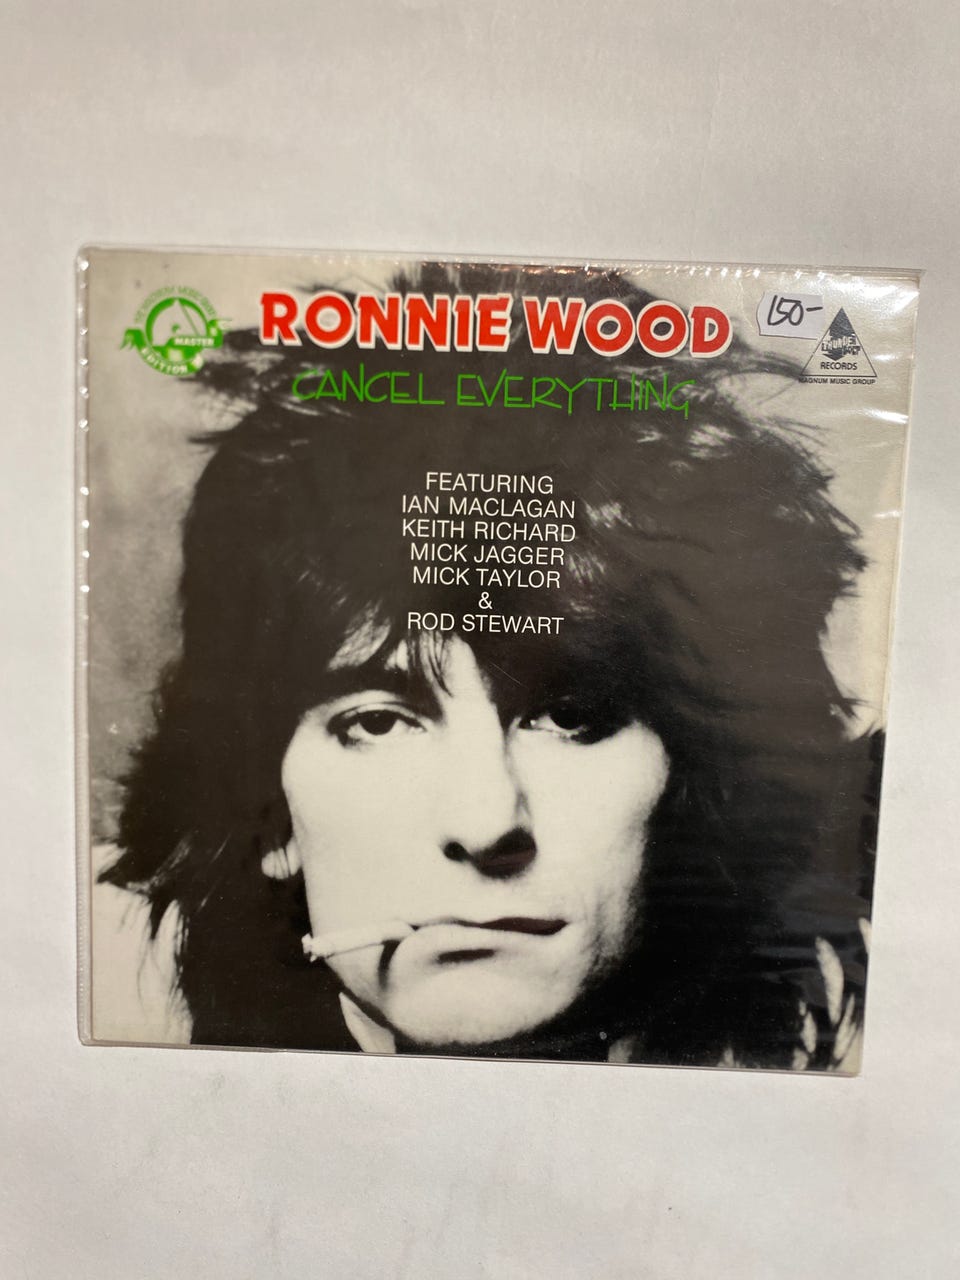 RONNIE WOOD
CANCEL EVERYTHING
150-
THUNDERBOLT
RECORDS
MAGNUM MUSIC GROUP
MASTER
EDITION
FEATURING
IAN MACLAGAN
KEITH RICHARD
MICK JAGGER
MICK TAYLOR
&
ROD STEWART